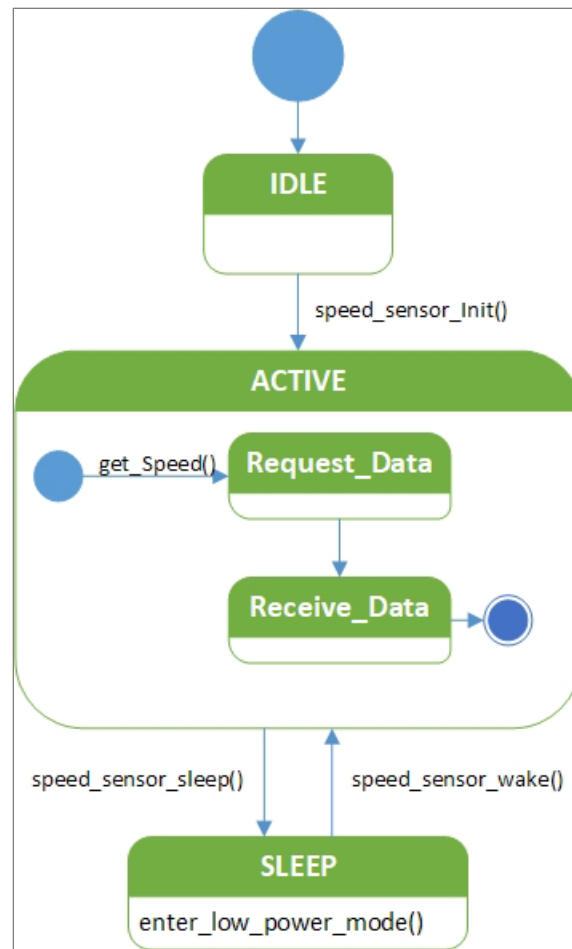 IDLE
speed_sensor_Init()
ACTIVE
get_Speed()
Request_Data
Receive_Data
speed_sensor_sleep()
speed_sensor_wake()
SLEEP
enter_low_power_mode()